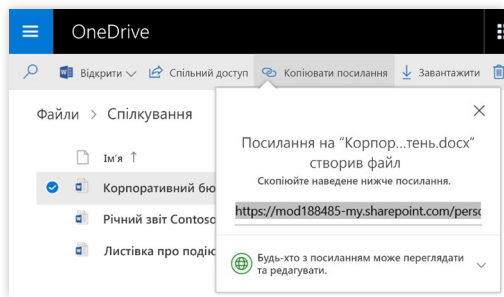 OneDrive
Відкрити Спільний доступ Копіювати посилання Завантажити
Файли > Спілкування
Ім'я ↑
Корпоративний бю
Річний звіт Contoso
Листівка про подію
Посилання на "Корпор...тень.docx"
створив файл
Скопіюйте наведене нижче посилання.
https://mod188485-my.sharepoint.com/perso
Будь-хто з посиланням може переглядати
та редагувати.